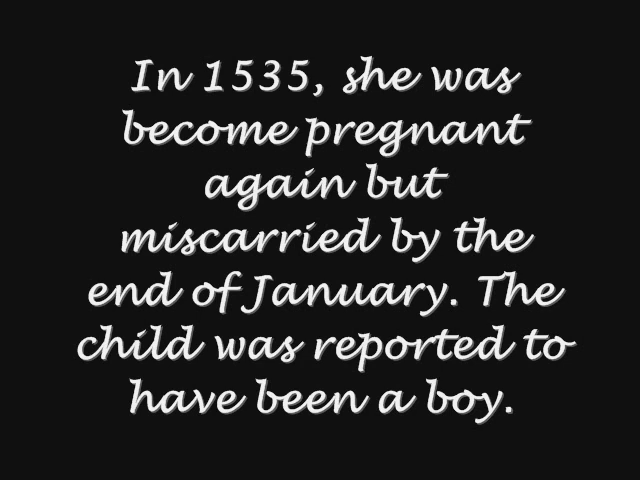 In 1535, she was
become pregnant
again but
miscarried by the
end of January. The
child was reported to
have been a boy.